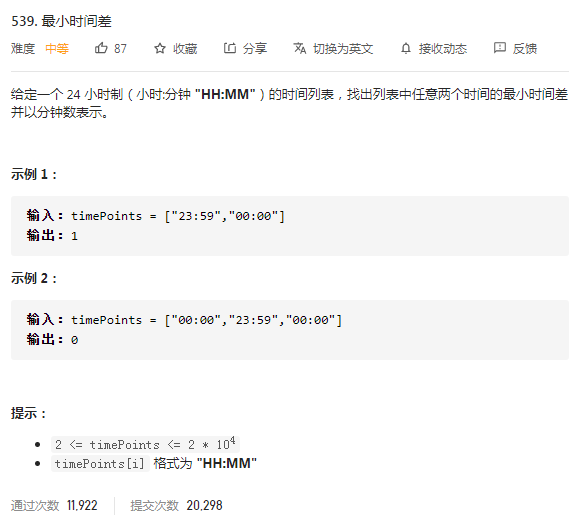 539. 最小时间差
难度 中等 87 收藏 分享 切换为英文 接收动态 反馈
给定一个 24 小时制（小时:分钟 "HH:MM"）的时间列表，找出列表中任意两个时间的最小时间差
并以分钟数表示。
示例 1：
输入：timePoints = ["23:59","00:00"]
输出：1
示例 2：
输入：timePoints = ["00:00","23:59","00:00"]
输出：0
提示：
2 <= timePoints <= 2 * 10⁴
timePoints[i] 格式为 "HH:MM"
通过次数 11,922 提交次数 20,298